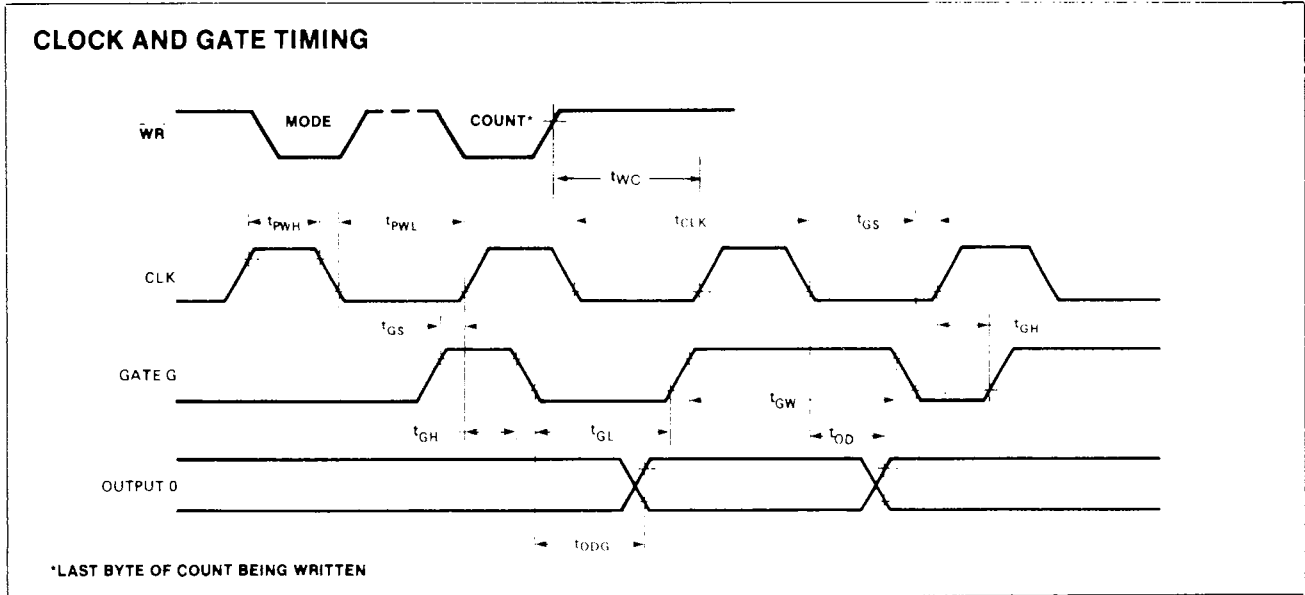 CLOCK AND GATE TIMING
WR MODE COUNT*
tWC
tPWH tPWL tCLK tGS
CLK
tGS tGH
GATE G
tGW
tGH tGL tOD
OUTPUT 0
tODG
*LAST BYTE OF COUNT BEING WRITTEN